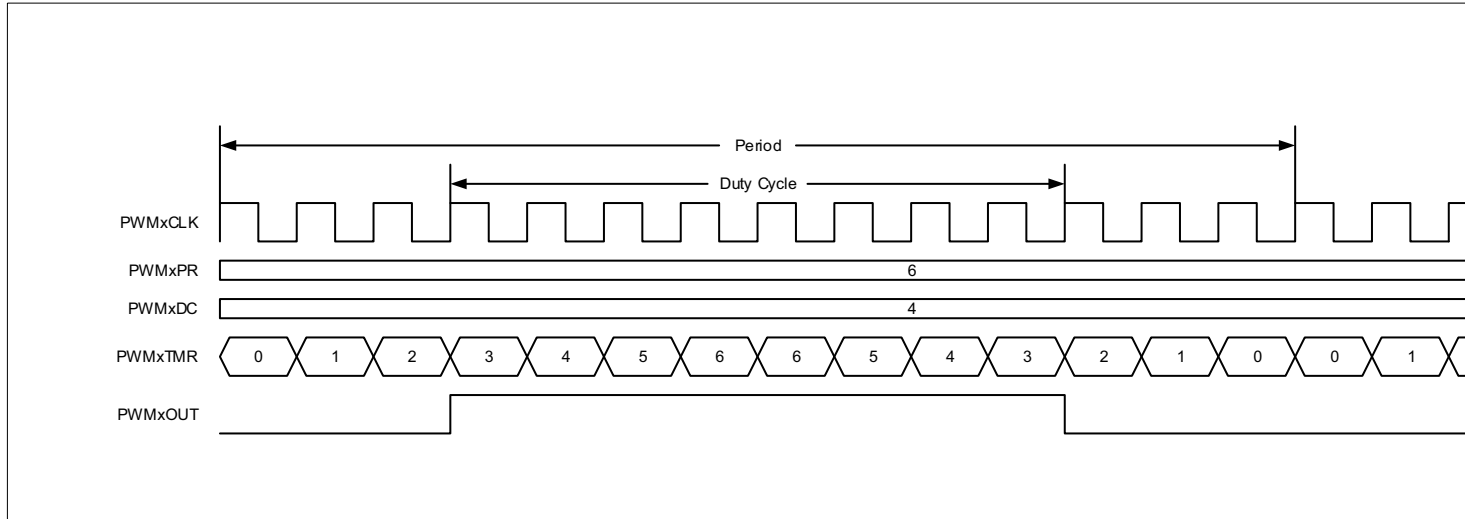 Period
Duty Cycle
PWMxCLK
PWMxPR 6
PWMxDC 4
PWMxTMR 0 1 2 3 4 5 6 6 5 4 3 2 1 0 0 1
PWMxOUT